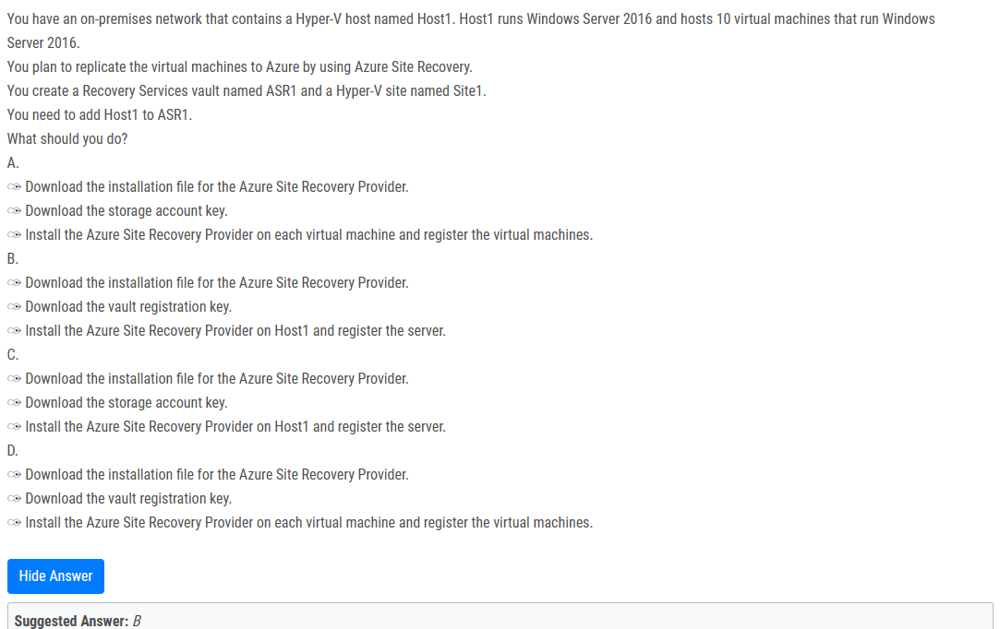 You have an on-premises network that contains a Hyper-V host named Host1. Host1 runs Windows Server 2016 and hosts 10 virtual machines that run Windows
Server 2016.
You plan to replicate the virtual machines to Azure by using Azure Site Recovery.
You create a Recovery Services vault named ASR1 and a Hyper-V site named Site1.
You need to add Host1 to ASR1.
What should you do?
A.
Download the installation file for the Azure Site Recovery Provider.
Download the storage account key.
Install the Azure Site Recovery Provider on each virtual machine and register the virtual machines.
B.
Download the installation file for the Azure Site Recovery Provider.
Download the vault registration key.
Install the Azure Site Recovery Provider on Host1 and register the server.
C.
Download the installation file for the Azure Site Recovery Provider.
Download the storage account key.
Install the Azure Site Recovery Provider on Host1 and register the server.
D.
Download the installation file for the Azure Site Recovery Provider.
Download the vault registration key.
Install the Azure Site Recovery Provider on each virtual machine and register the virtual machines.
Hide Answer
Suggested Answer: B